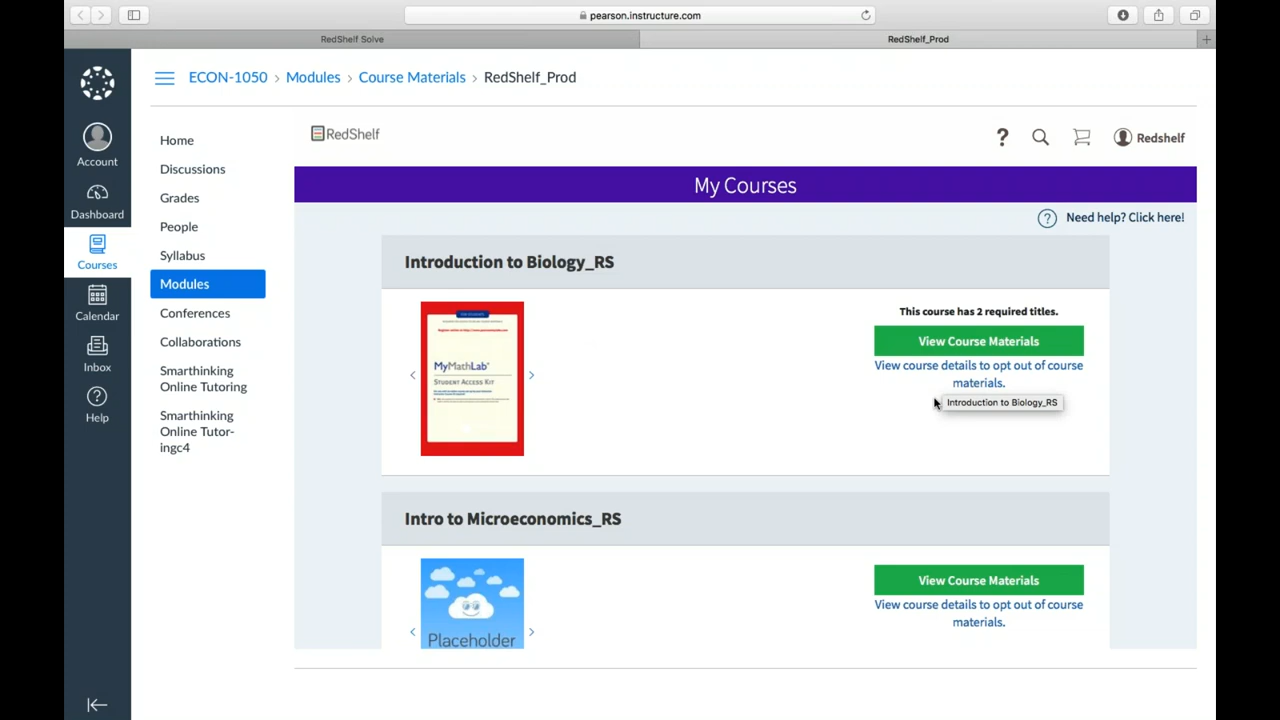 pearson.instructure.com
RedShelf Solve
RedShelf_Prod
ECON-1050 > Modules > Course Materials > RedShelf_Prod
Account
Dashboard
Courses
Calendar
Inbox
Help
Home
Discussions
Grades
People
Syllabus
Modules
Conferences
Collaborations
Smarthinking
Online Tutoring
Smarthinking
Online Tutor-
ingc4
RedShelf
Redshelf
My Courses
Need help? Click here!
Introduction to Biology_RS
MyMathLab
STUDENT ACCESS KIT
This course has 2 required titles.
View Course Materials
View course details to opt out of course
materials.
Introduction to Biology_RS
Intro to Microeconomics_RS
Placeholder
View Course Materials
View course details to opt out of course
materials.